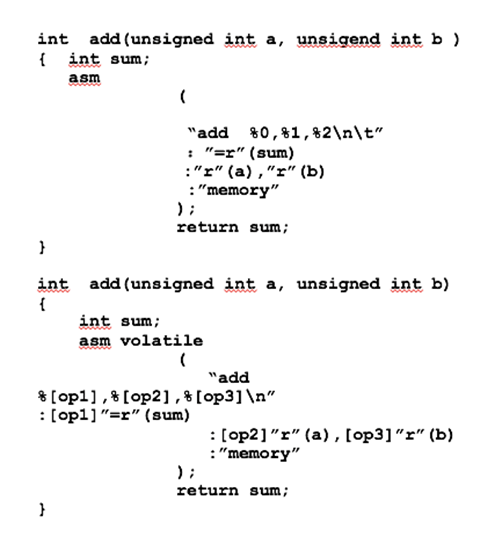 int  add(unsigned int a, unsigend int b )
{  int sum;
asm
(
“add  %0,%1,%2\n\t”
: ”=r”(sum)
:”r”(a),”r”(b)
:”memory”
);
return sum;
}
int  add(unsigned int a, unsigned int b)
{
int sum;
asm volatile
(
“add
%[op1],%[op2],%[op3]\n”
:[op1]”=r”(sum)
:[op2]”r”(a),[op3]”r”(b)
:”memory”
);
return sum;
}